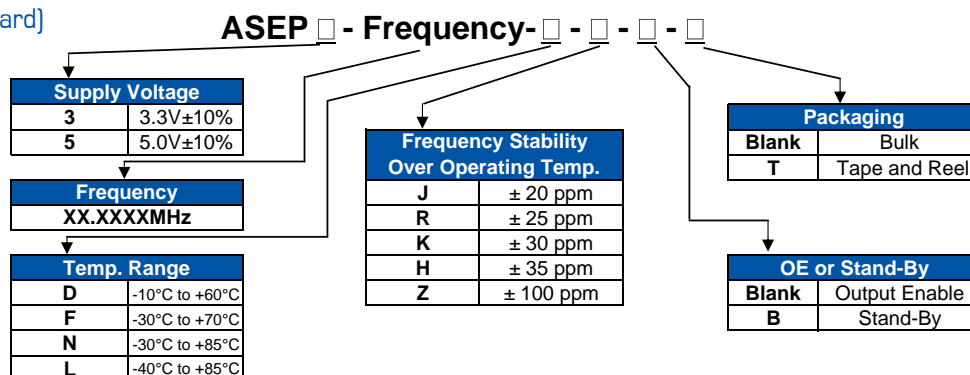 ard)
ASEP □ - Frequency- □ - □ - □ - □
Supply Voltage
3 3.3V±10%
5 5.0V±10%
Frequency
XX.XXXXMHz
Temp. Range
D -10°C to +60°C
F -30°C to +70°C
N -30°C to +85°C
L -40°C to +85°C
Frequency Stability
Over Operating Temp.
J ± 20 ppm
R ± 25 ppm
K ± 30 ppm
H ± 35 ppm
Z ± 100 ppm
Packaging
Blank Bulk
T Tape and Reel
OE or Stand-By
Blank Output Enable
B Stand-By